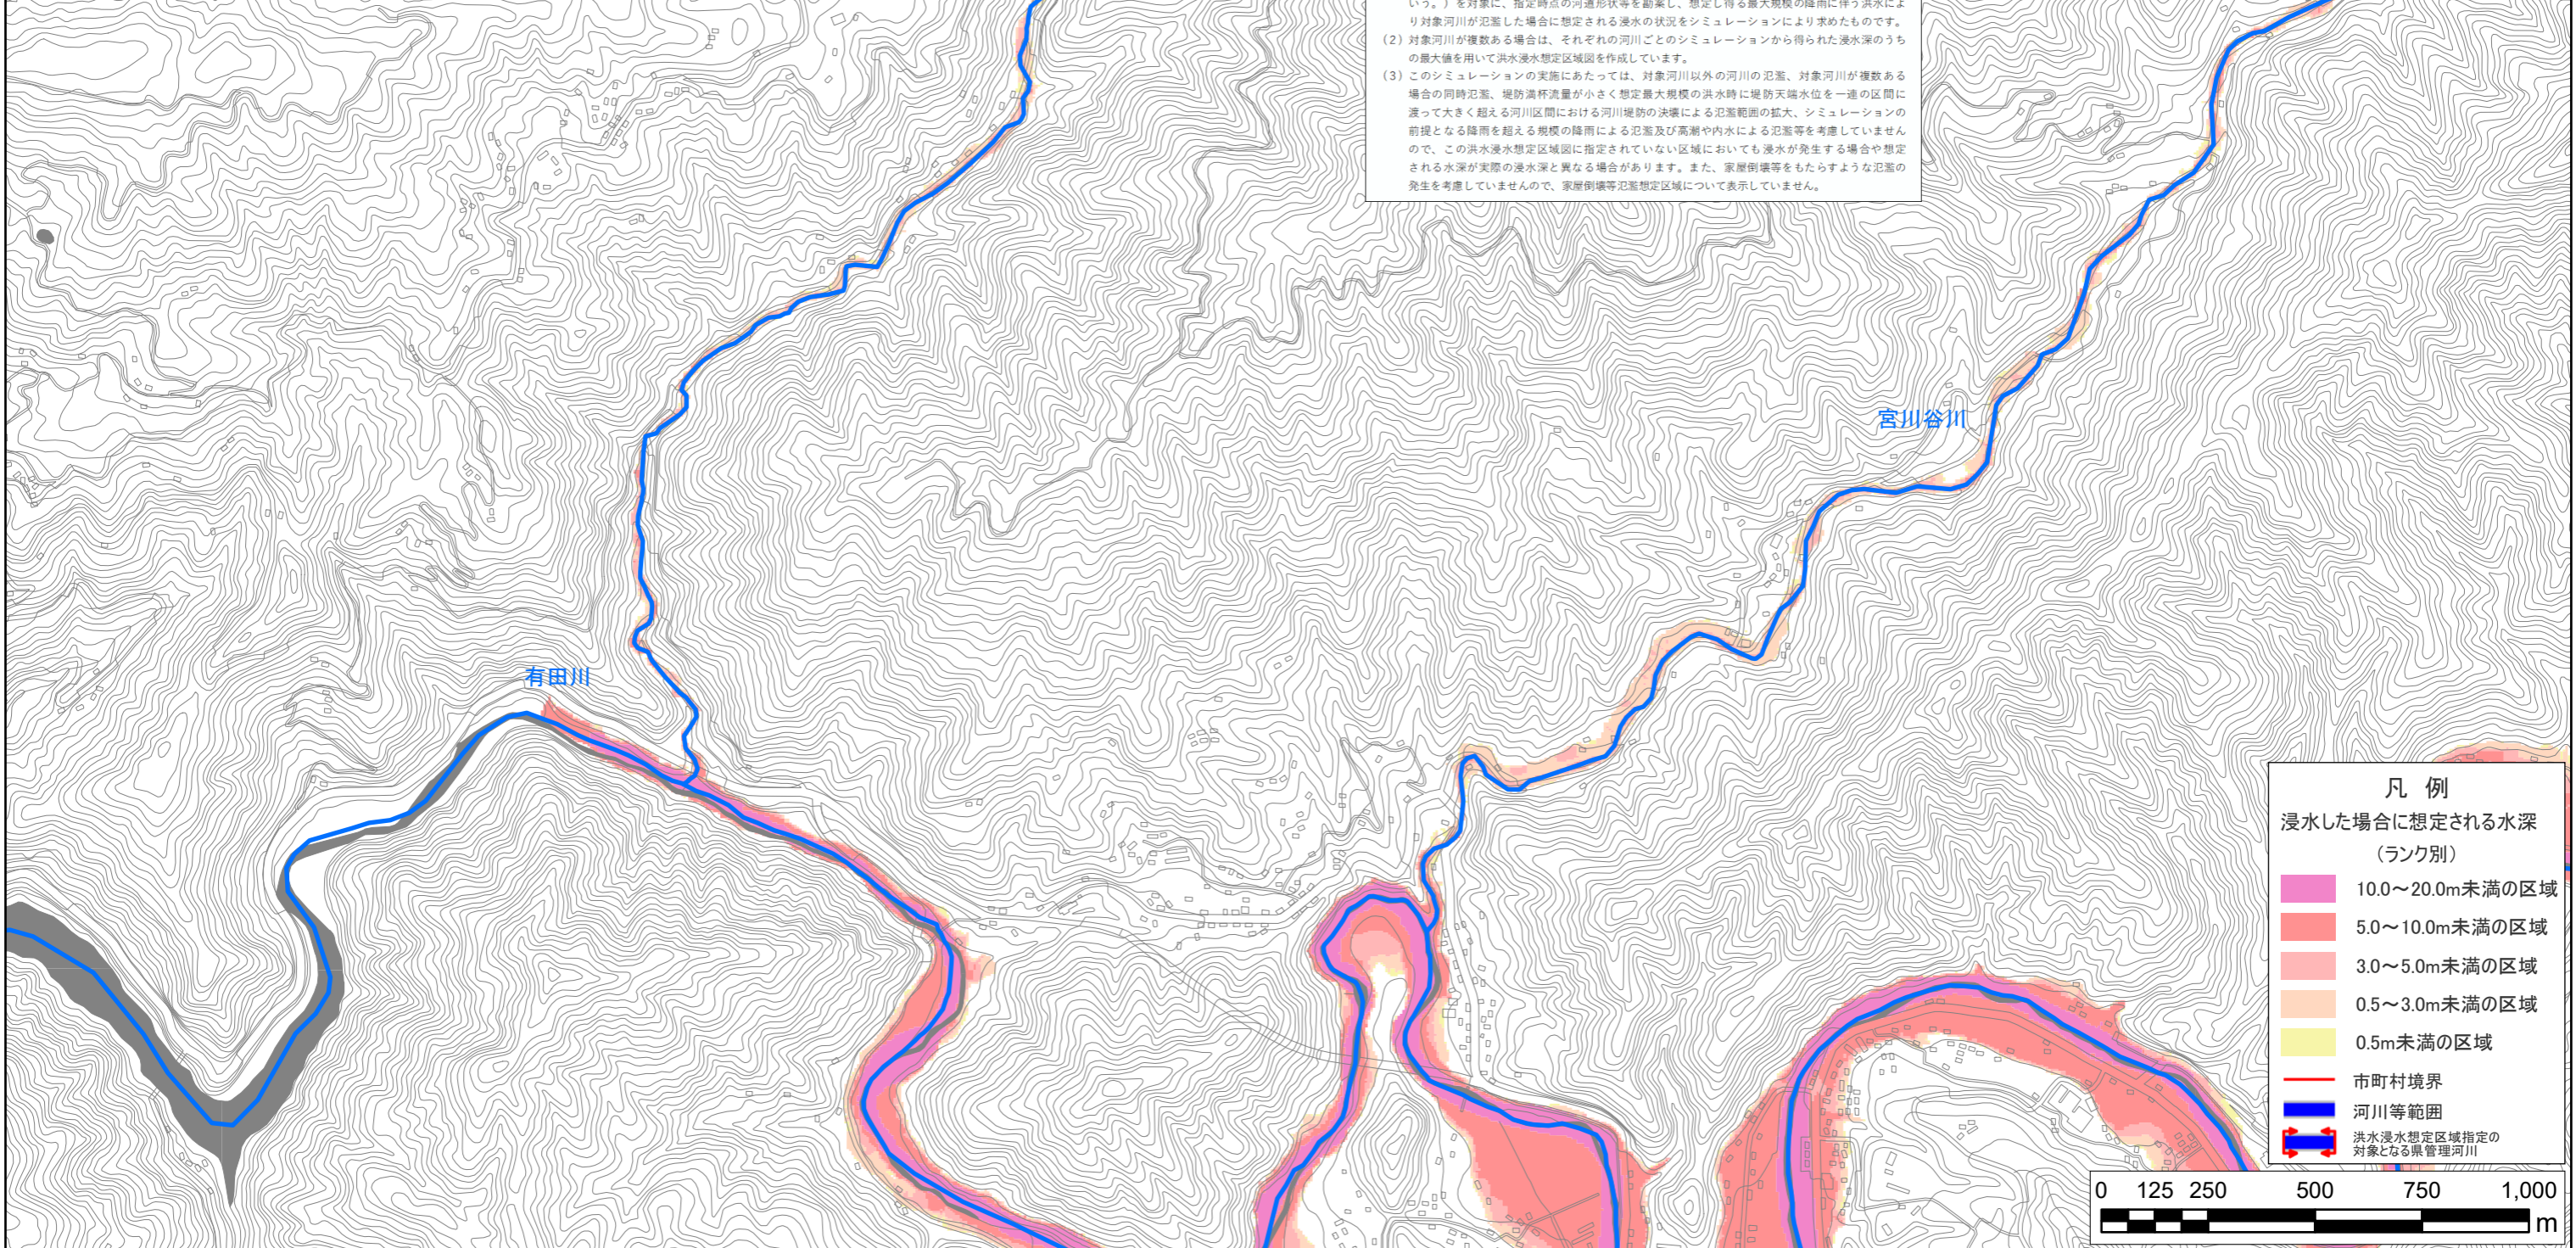 いう。）を対象に、指定時点の河道形状等を勘案し、想定し得る最大規模の降雨に伴う洪水によ
り対象河川が氾濫した場合に想定される浸水の状況をシミュレーションにより求めたものです。
（2）対象河川が複数ある場合は、それぞれの河川ごとのシミュレーションから得られた浸水深のうち
の最大値を用いて洪水浸水想定区域図を作成しています。
（3）このシミュレーションの実施にあたっては、対象河川以外の河川の氾濫、対象河川が複数ある
場合の同時氾濫、堤防満杯流量が小さく想定最大規模の洪水時に堤防天端水位を一連の区間に
渡って大きく超える河川区間における河川堤防の決壊による氾濫範囲の拡大、シミュレーションの
前提となる降雨を超える規模の降雨による氾濫及び高潮や内水による氾濫等を考慮していません
ので、この洪水浸水想定区域図に指定されていない区域においても浸水が発生する場合や想定
される水深が実際の浸水深と異なる場合があります。また、家屋倒壊等をもたらすような氾濫の
発生を考慮していませんので、家屋倒壊等氾濫想定区域について表示していません。
宮川谷川
有田川
凡 例
浸水した場合に想定される水深
（ランク別）
10.0～20.0m未満の区域
5.0～10.0m未満の区域
3.0～5.0m未満の区域
0.5～3.0m未満の区域
0.5m未満の区域
市町村境界
河川等範囲
洪水浸水想定区域指定の
対象となる県管理河川
0 125 250 500 750 1,000
m